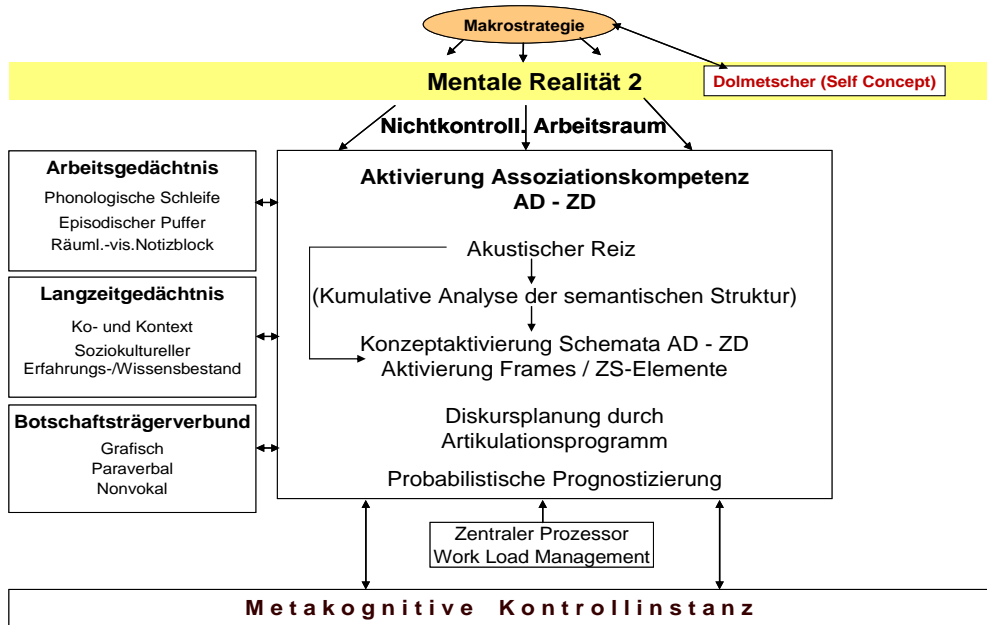 Makrostrategie
Mentale Realität 2
Dolmetscher (Self Concept)
Nichtkontroll. Arbeitsraum
Arbeitsgedächtnis
Phonologische Schleife
Episodischer Puffer
Räuml.-vis.Notizblock
Langzeitgedächtnis
Ko- und Kontext
Soziokultureller
Erfahrungs-/Wissensbestand
Botschaftsträgerverbund
Grafisch
Paraverbal
Nonvokal
Aktivierung Assoziationskompetenz
AD - ZD
Akustischer Reiz
(Kumulative Analyse der semantischen Struktur)
Konzeptaktivierung Schemata AD - ZD
Aktivierung Frames / ZS-Elemente
Diskursplanung durch
Artikulationsprogramm
Probabilistische Prognostizierung
Zentraler Prozessor
Work Load Management
Metakognitive Kontrollinstanz